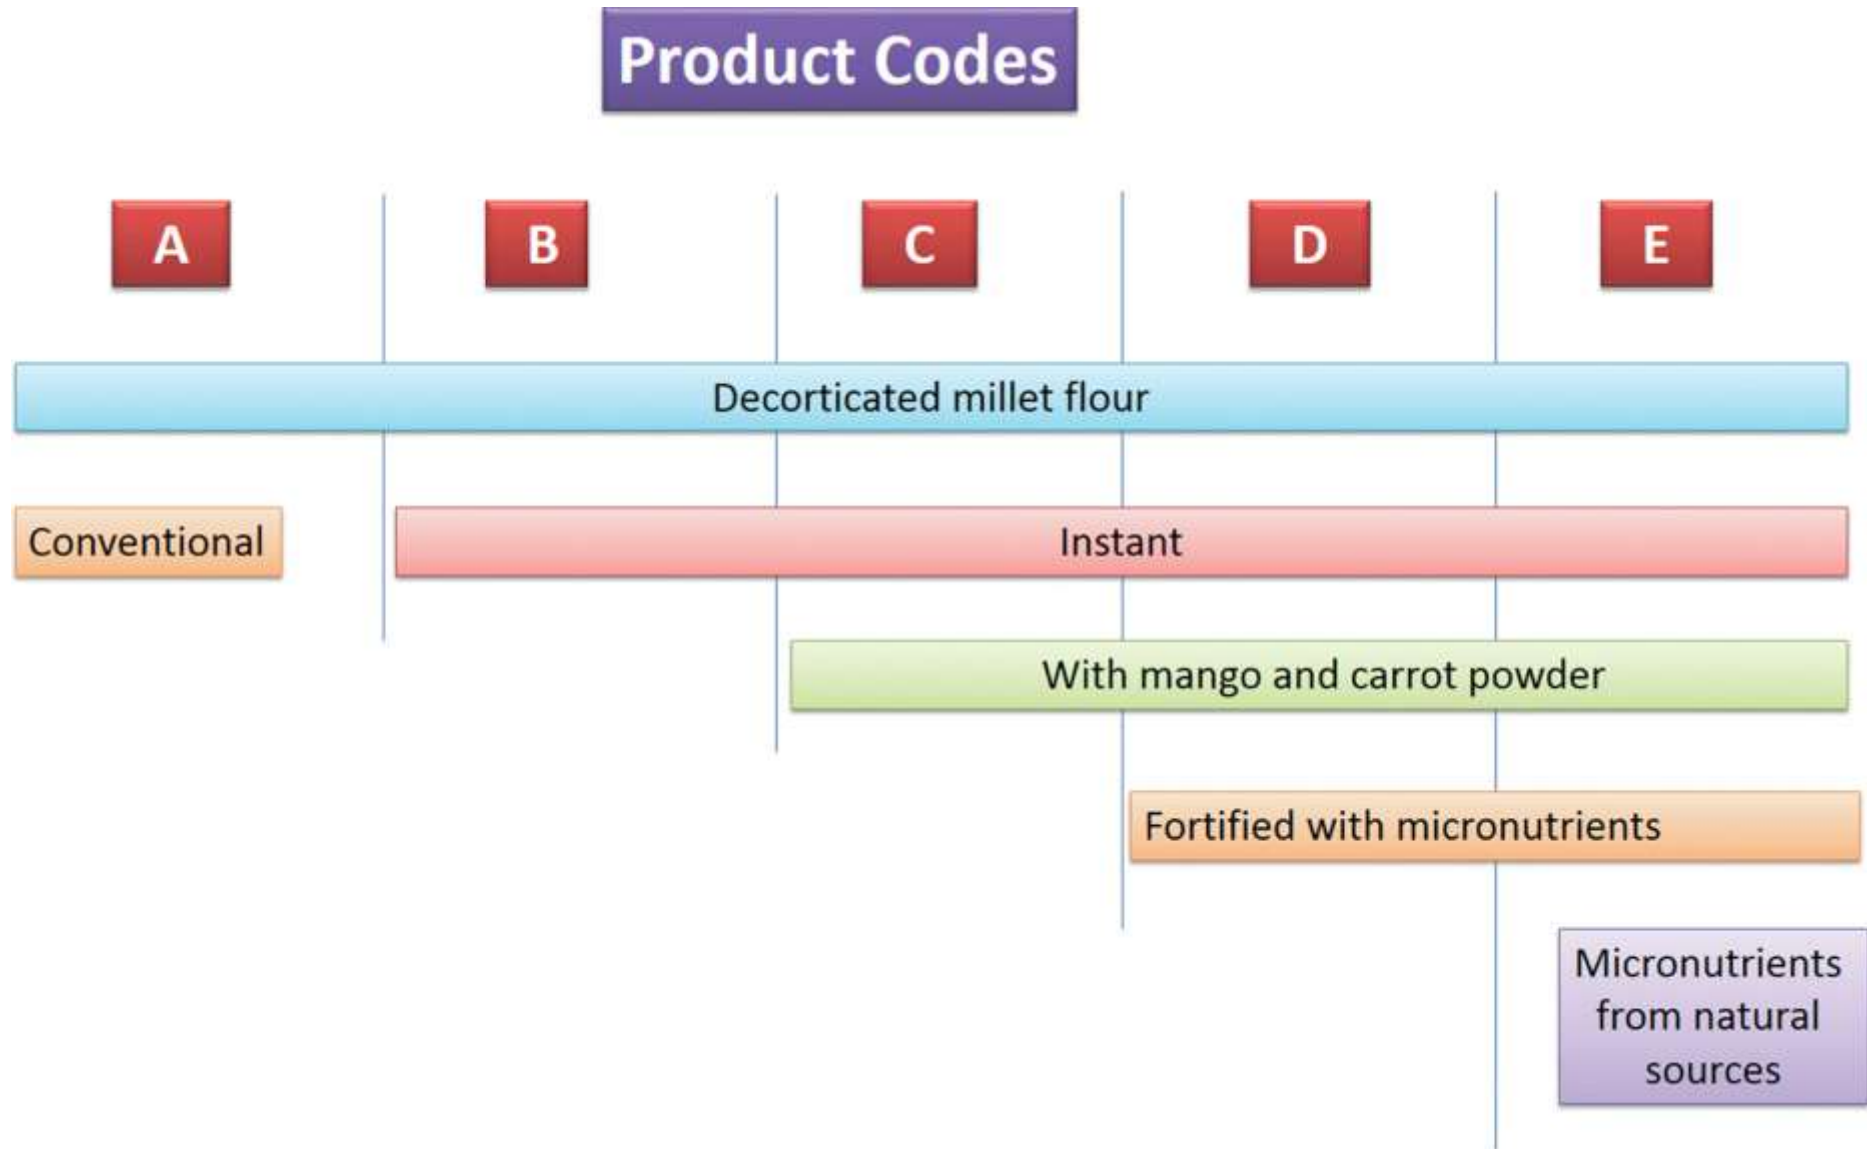 Product Codes
A
B
C
D
E
Decorticated millet flour
Conventional
Instant
With mango and carrot powder
Fortified with micronutrients
Micronutrients
from natural
sources